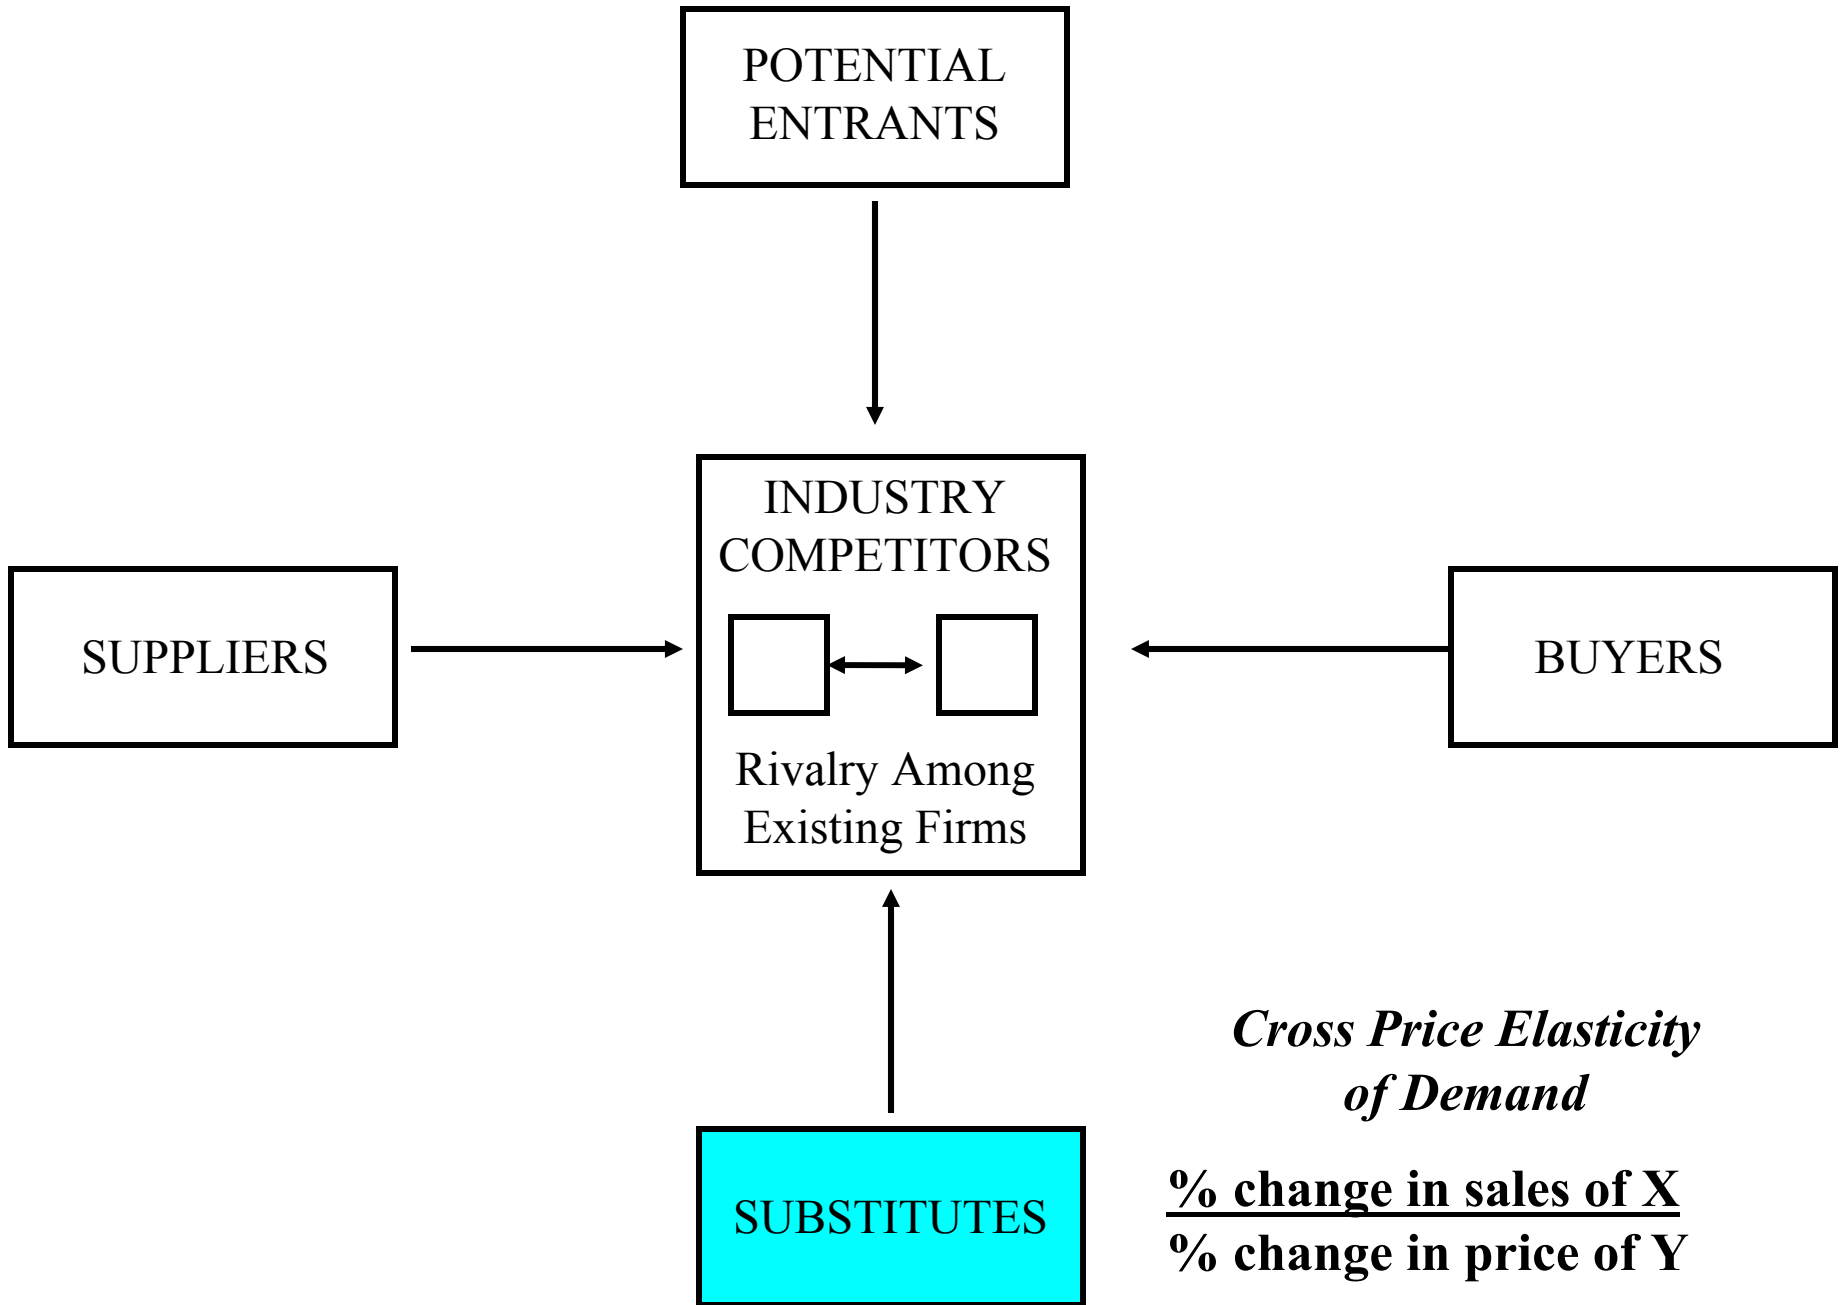 POTENTIAL
ENTRANTS
INDUSTRY
COMPETITORS
SUPPLIERS
BUYERS
Rivalry Among
Existing Firms
Cross Price Elasticity
of Demand
% change in sales of X
% change in price of Y
SUBSTITUTES